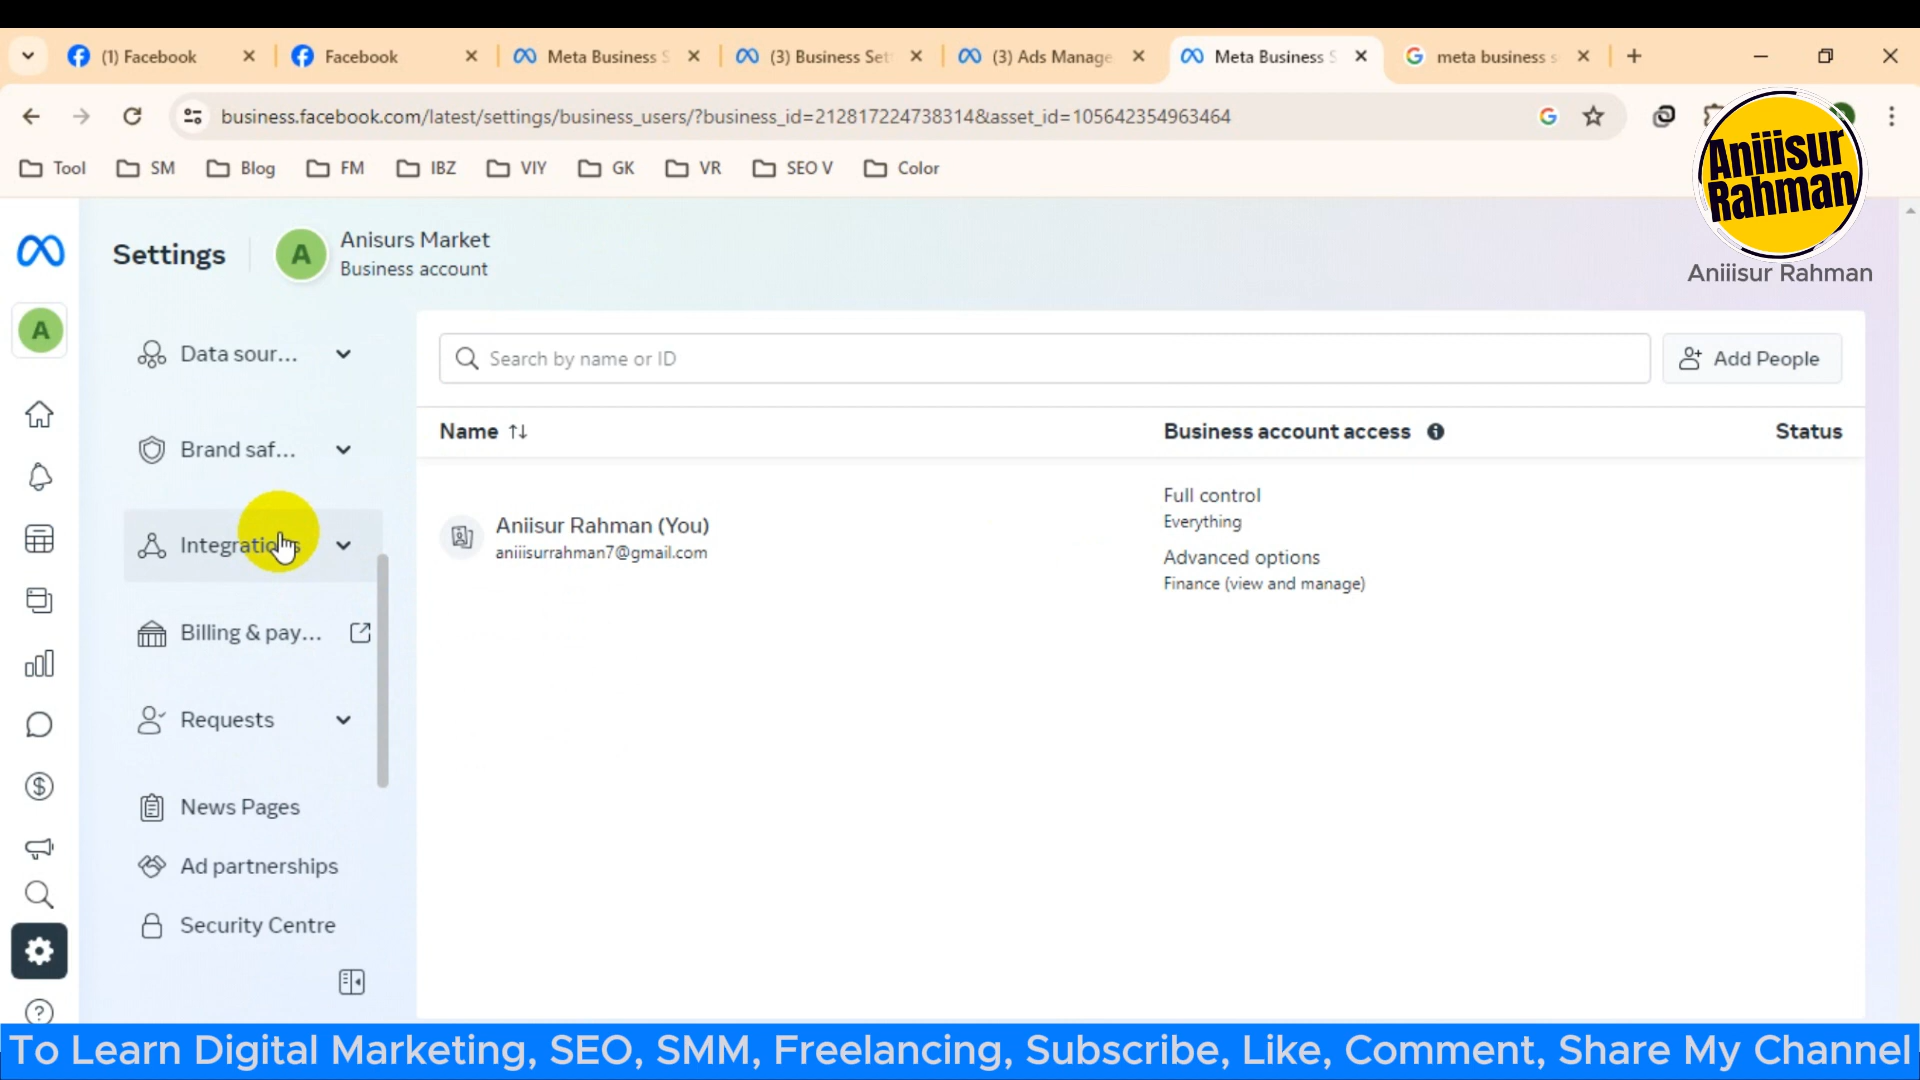 (1) Facebook
Facebook
Meta Business S
(3) Business Set
(3) Ads Manage
Meta Business S
meta business s
business.facebook.com/latest/settings/business_users/?business_id=212817224738314&asset_id=105642354963464
Tool
SM
Blog
FM
IBZ
VIY
GK
VR
SEO V
Color
Aniiisur
Rahman
Aniiisur Rahman
Settings
A
Anisurs Market
Business account
A
Data sour...
Brand saf...
Integrations
Billing & pay...
Requests
News Pages
Ad partnerships
Security Centre
Search by name or ID
Add People
Name
Business account access
Status
Aniisur Rahman (You)
aniiisurrahman7@gmail.com
Full control
Everything
Advanced options
Finance (view and manage)
To Learn Digital Marketing, SEO, SMM, Freelancing, Subscribe, Like, Comment, Share My Channel